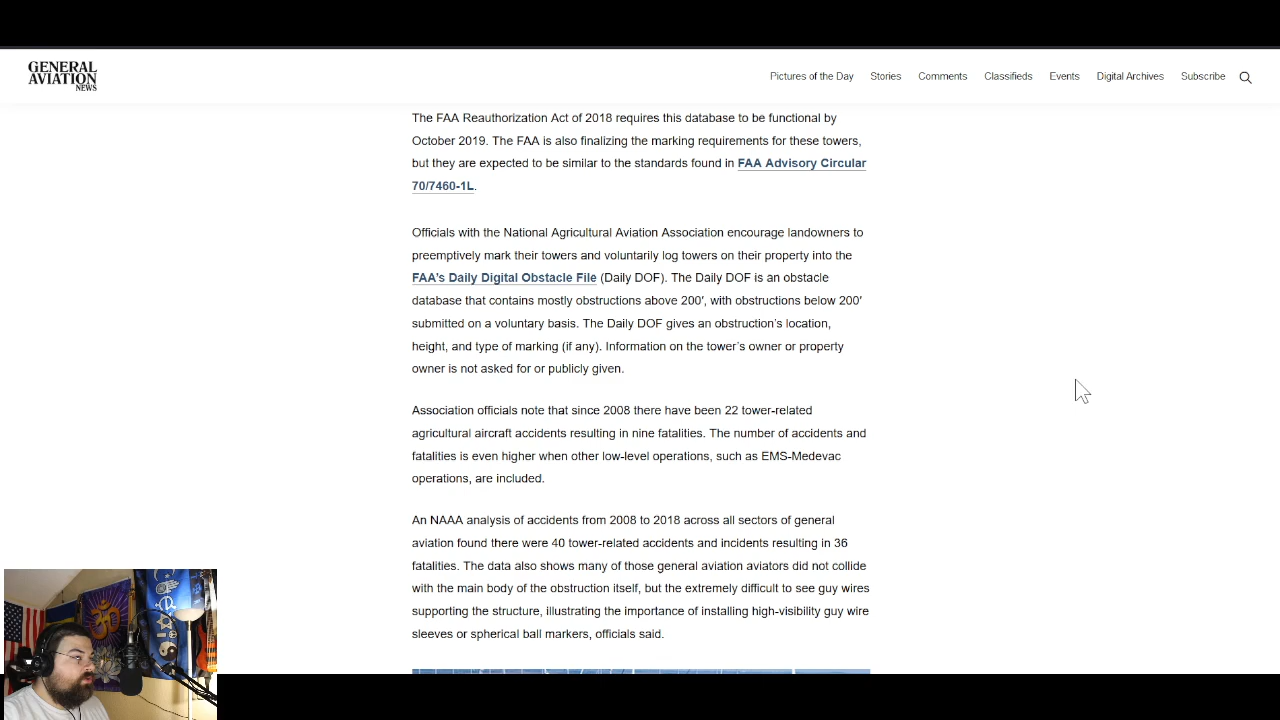 GENERAL
AVIATION
NEWS
Pictures of the Day
Stories
Comments
Classifieds
Events
Digital Archives
Subscribe
The FAA Reauthorization Act of 2018 requires this database to be functional by
October 2019. The FAA is also finalizing the marking requirements for these towers,
but they are expected to be similar to the standards found in FAA Advisory Circular
70/7460-1L.
Officials with the National Agricultural Aviation Association encourage landowners to
preemptively mark their towers and voluntarily log towers on their property into the
FAA's Daily Digital Obstacle File (Daily DOF). The Daily DOF is an obstacle
database that contains mostly obstructions above 200′, with obstructions below 200′
submitted on a voluntary basis. The Daily DOF gives an obstruction's location,
height, and type of marking (if any). Information on the tower's owner or property
owner is not asked for or publicly given.
Association officials note that since 2008 there have been 22 tower-related
agricultural aircraft accidents resulting in nine fatalities. The number of accidents and
fatalities is even higher when other low-level operations, such as EMS-Medevac
operations, are included.
An NAAA analysis of accidents from 2008 to 2018 across all sectors of general
aviation found there were 40 tower-related accidents and incidents resulting in 36
fatalities. The data also shows many of those general aviation aviators did not collide
with the main body of the obstruction itself, but the extremely difficult to see guy wires
supporting the structure, illustrating the importance of installing high-visibility guy wire
sleeves or spherical ball markers, officials said.